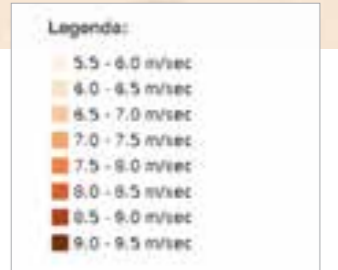 Legenda:
5.5 - 6.0 m/sec
6.0 - 6.5 m/sec
6.5 - 7.0 m/sec
7.0 - 7.5 m/sec
7.5 - 8.0 m/sec
8.0 - 8.5 m/sec
8.5 - 9.0 m/sec
9.0 - 9.5 m/sec